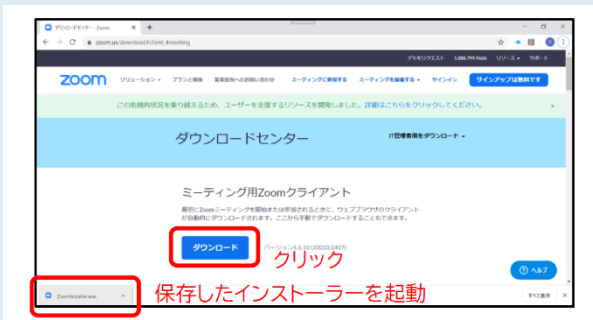 ダウンロードセンター - Zoom
zoom.us/download#client_4meeting
デモをリクエスト 1.888.799.9666 リソース サポート
zoom ソリューション プランと価格 営業担当へのお問い合わせ ミーティングに参加する ミーティングを開催する サインイン サインアップは無料です
この危機的状況を乗り越えるため、ユーザーを支援するリソースを開発しました。詳細はこちらをクリックしてください。 ×
ダウンロードセンター IT管理者用をダウンロード
ミーティング用Zoomクライアント
最初にZoomミーティングを開始または参加されるときに、ウェブブラウザのクライアント
が自動的にダウンロードされます。ここから手動でダウンロードすることもできます。
ダウンロード バージョン4.6.10 (20033.0407)
クリック
ヘルプ
ZoomInstaller.exe 保存したインストーラーを起動 すべて表示 ×